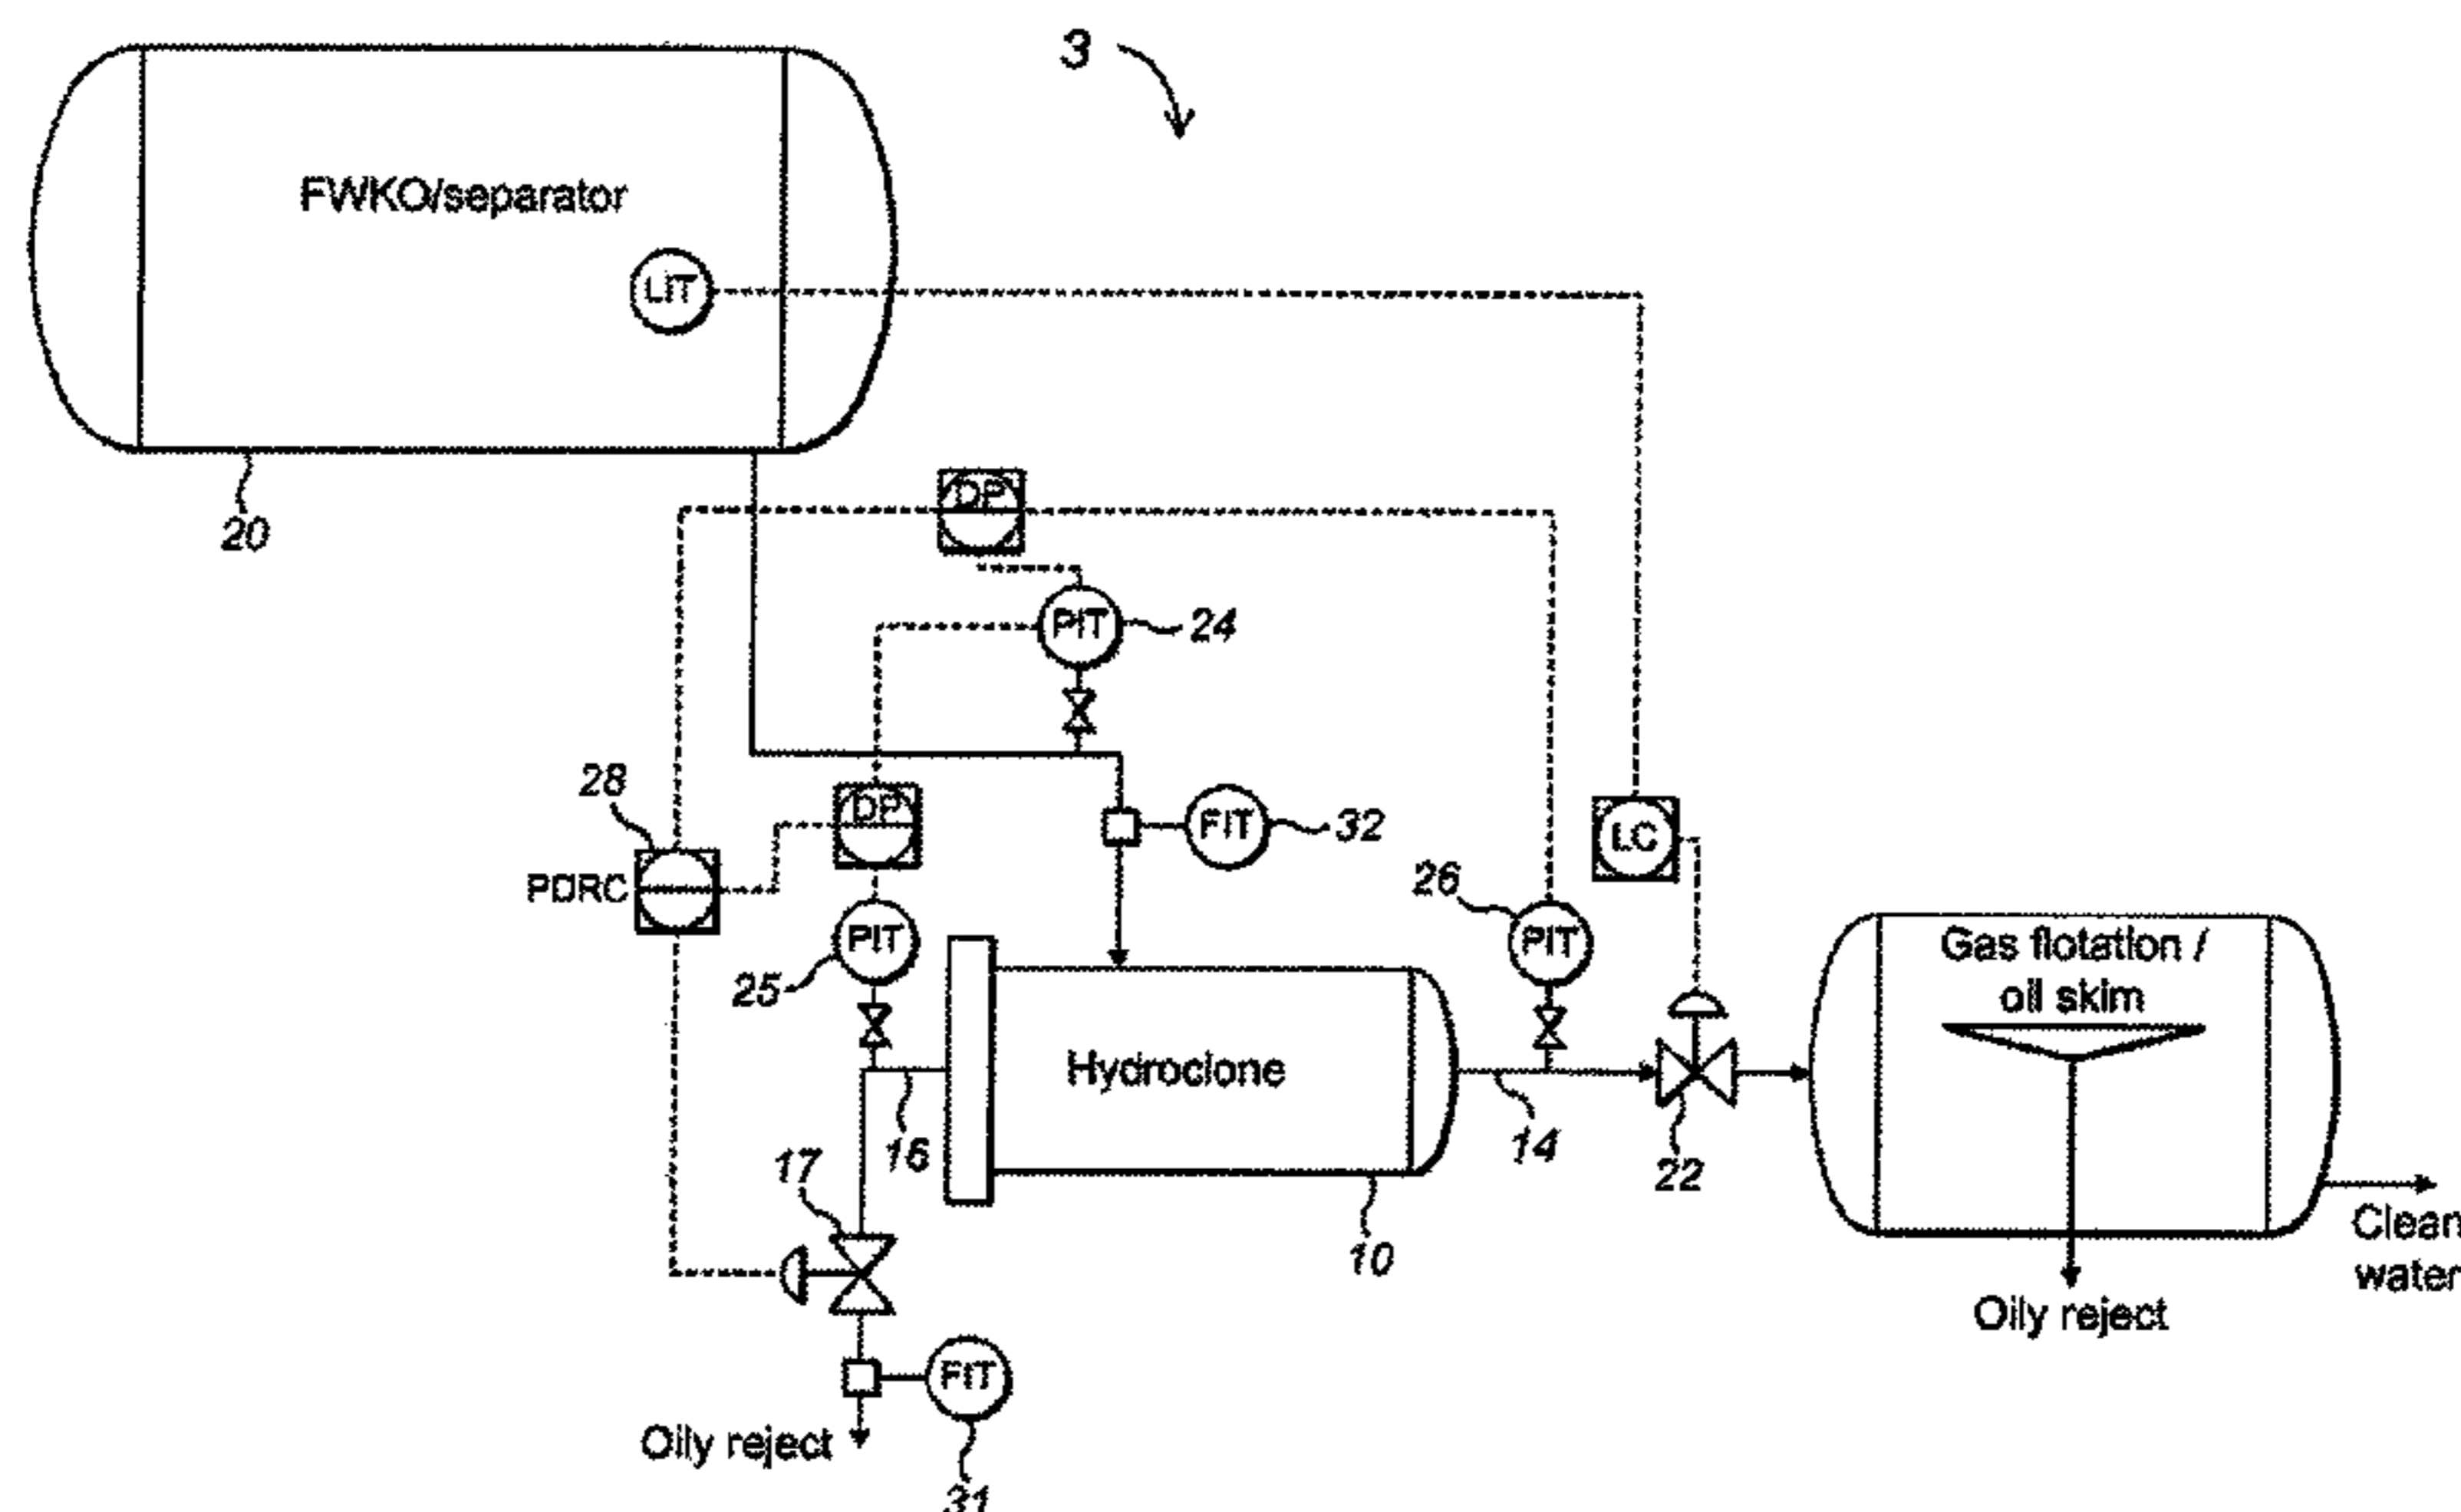 3
FWKO/separator
LIT
20
DP
PIT
24
28
DP
PDRC
FIT
32
LC
26
PIT
PIT
25
Gas flotation /
oil skim
Hydroclone
16
14
22
17
10
Clean
water
Oily reject
FIT
Oily reject
31